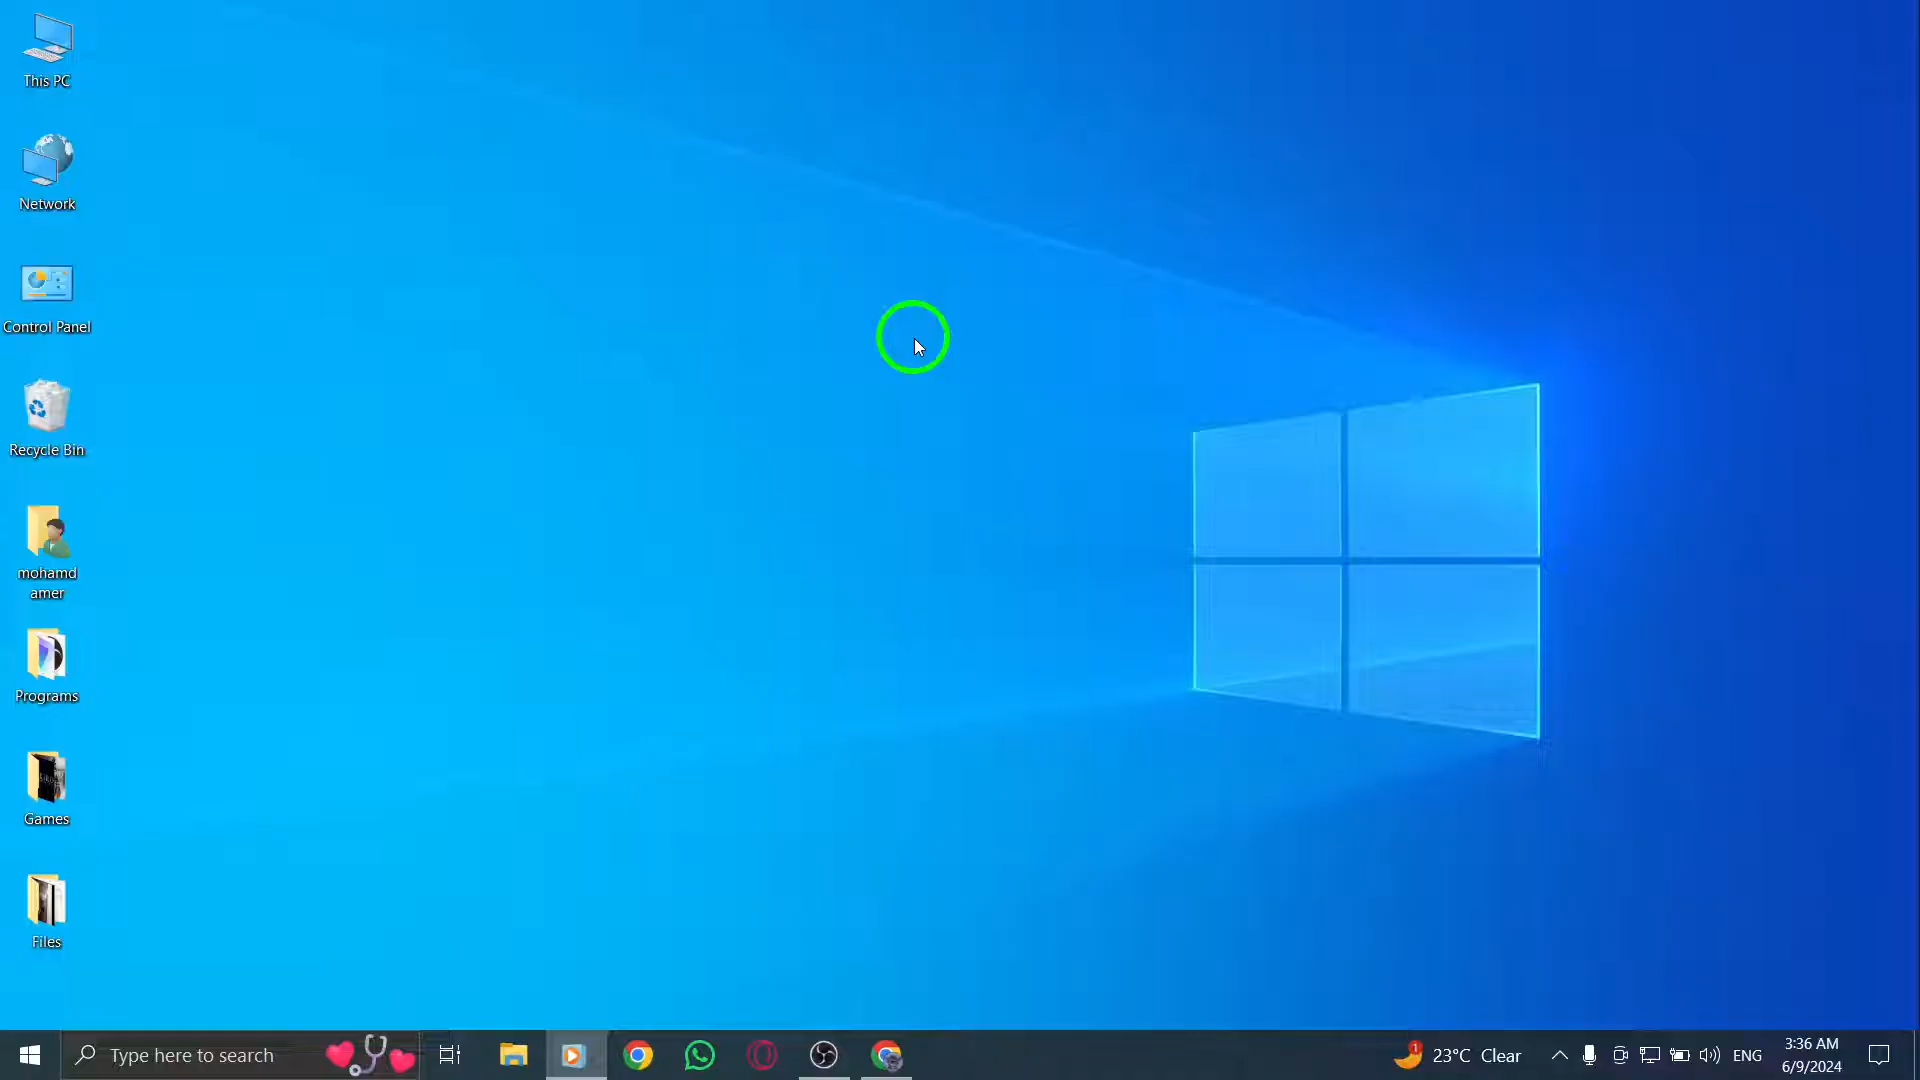 This PC
Network
Control Panel
Recycle Bin
mohamd
amer
Programs
Games
Files
Type here to search
1
23°C Clear
ENG
3:36 AM
6/9/2024